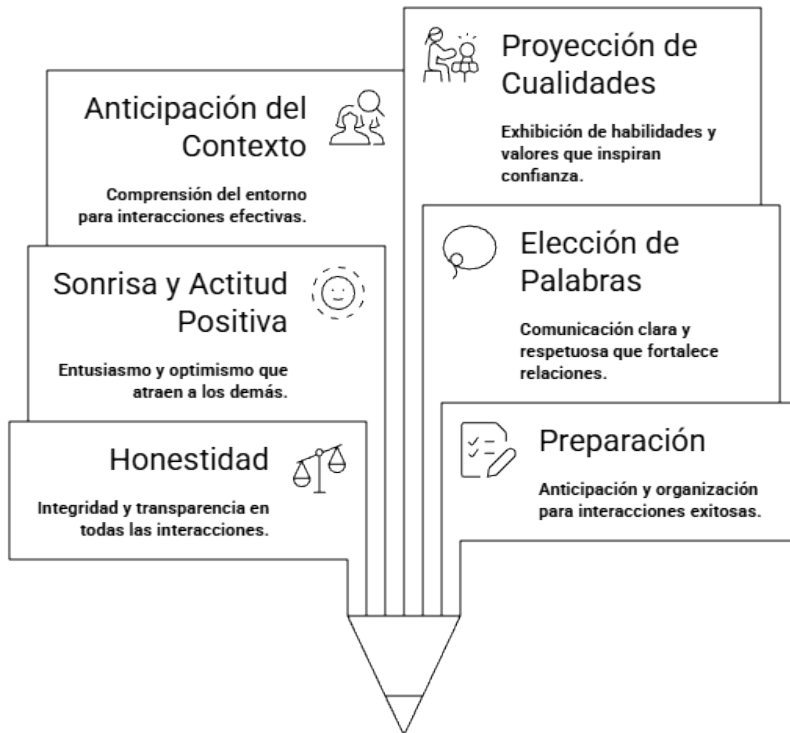 Anticipación del
Contexto
Comprensión del entorno
para interacciones efectivas.
Sonrisa y Actitud
Positiva
Entusiasmo y optimismo que
atraen a los demás.
Honestidad
Integridad y transparencia en
todas las interacciones.
Proyección de
Cualidades
Exhibición de habilidades y
valores que inspiran
confianza.
Elección de
Palabras
Comunicación clara y
respetuosa que fortalece
relaciones.
Preparación
Anticipación y organización
para interacciones exitosas.